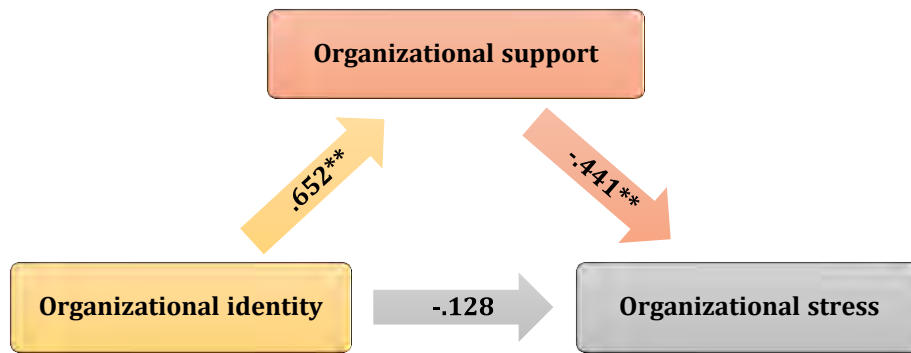 Organizational support
.652**
-.441**
Organizational identity
-.128
Organizational stress